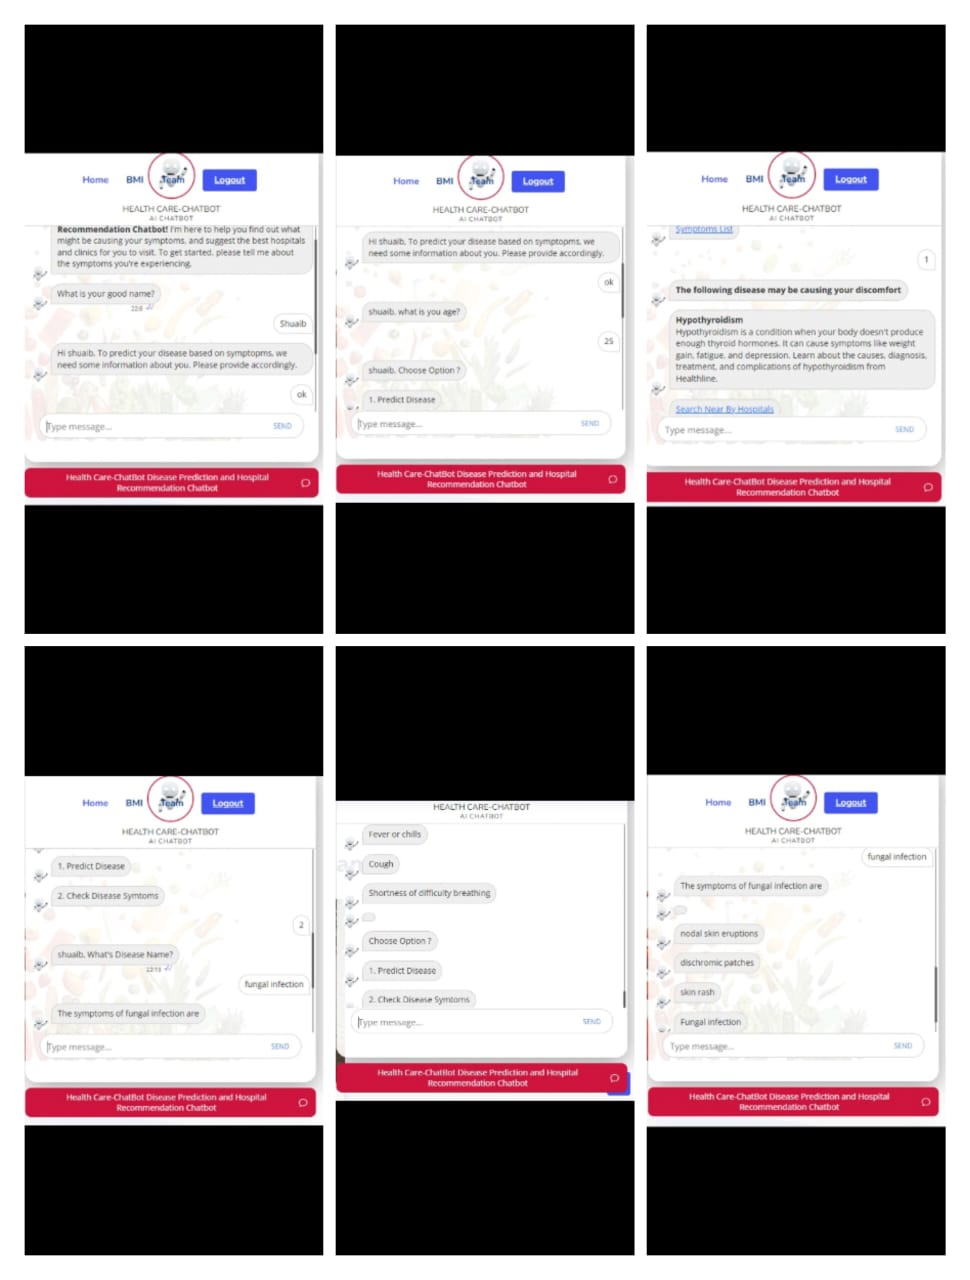 Home BMI Team Logout
HEALTH CARE-CHATBOT
AI CHATBOT
Recommendation Chatbot! I'm here to help you find out what
might be causing your symptoms, and suggest the best hospitals
and clinics for you to visit. To get started, please tell me about
the symptoms you're experiencing.
What is your good name?
Shuaib
Hi shuaib, To predict your disease based on symptopms, we
need some information about you. Please provide accordingly.
ok
Type message...
SEND
Health Care-ChatBot Disease Prediction and Hospital
Recommendation Chatbot
Home BMI Team Logout
HEALTH CARE-CHATBOT
AI CHATBOT
Hi shuaib, To predict your disease based on symptopms, we
need some information about you. Please provide accordingly.
ok
shuaib, what is you age?
25
shuaib, Choose Option ?
1. Predict Disease
Type message...
SEND
Health Care-ChatBot Disease Prediction and Hospital
Recommendation Chatbot
Home BMI Team Logout
HEALTH CARE-CHATBOT
AI CHATBOT
Symptoms List
1
The following disease may be causing your discomfort
Hypothyroidism
Hypothyroidism is a condition when your body doesn't produce
enough thyroid hormones. It can cause symptoms like weight
gain, fatigue, and depression. Learn about the causes, diagnosis,
treatment, and complications of hypothyroidism from
Healthline.
Search Near By Hospitals
Type message...
SEND
Health Care-ChatBot Disease Prediction and Hospital
Recommendation Chatbot
Home BMI Team Logout
HEALTH CARE-CHATBOT
AI CHATBOT
1. Predict Disease
2. Check Disease Symtoms
2
shuaib, What's Disease Name?
fungal infection
The symptoms of fungal infection are
Type message...
SEND
Health Care-ChatBot Disease Prediction and Hospital
Recommendation Chatbot
HEALTH CARE-CHATBOT
AI CHATBOT
Fever or chills
Cough
Shortness of difficulty breathing
Choose Option ?
1. Predict Disease
2. Check Disease Symtoms
Type message...
SEND
Health Care-ChatBot Disease Prediction and Hospital
Recommendation Chatbot
Home BMI Team Logout
HEALTH CARE-CHATBOT
AI CHATBOT
fungal infection
The symptoms of fungal infection are
nodal skin eruptions
dischromic patches
skin rash
Fungal infection
Type message...
SEND
Health Care-ChatBot Disease Prediction and Hospital
Recommendation Chatbot